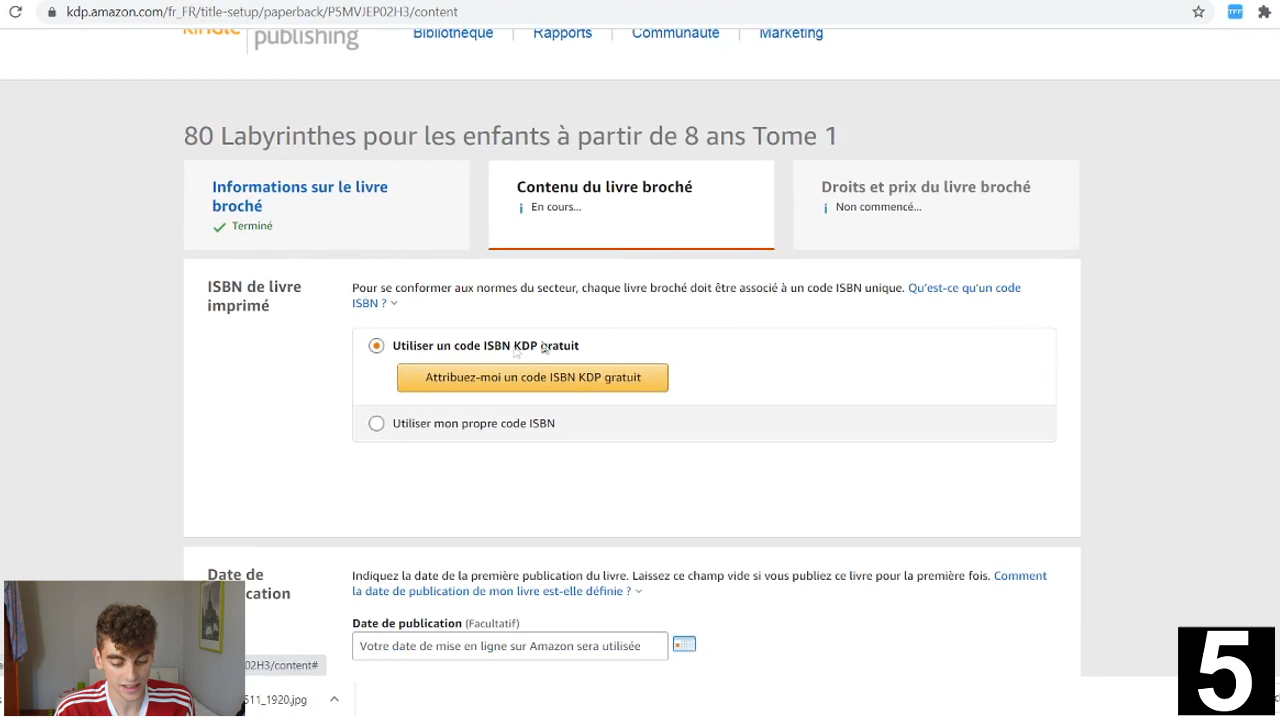 kdp.amazon.com/fr_FR/title-setup/paperback/P5MVJEP02H3/content
TFF
kindle
publishing
Bibliothèque
Rapports
Communauté
Marketing
80 Labyrinthes pour les enfants à partir de 8 ans Tome 1
Informations sur le livre
broché
Terminé
Contenu du livre broché
En cours...
Droits et prix du livre broché
Non commencé...
ISBN de livre
imprimé
Pour se conformer aux normes du secteur, chaque livre broché doit être associé à un code ISBN unique. Qu'est-ce qu'un code
ISBN ?
Utiliser un code ISBN KDP gratuit
Attribuez-moi un code ISBN KDP gratuit
Utiliser mon propre code ISBN
Date de
Indiquez la date de la première publication du livre. Laissez ce champ vide si vous publiez ce livre pour la première fois. Comment
la date de publication de mon livre est-elle définie ?
Date de publication (Facultatif)
Votre date de mise en ligne sur Amazon sera utilisée
02H3/content#
511_1920.jpg
5